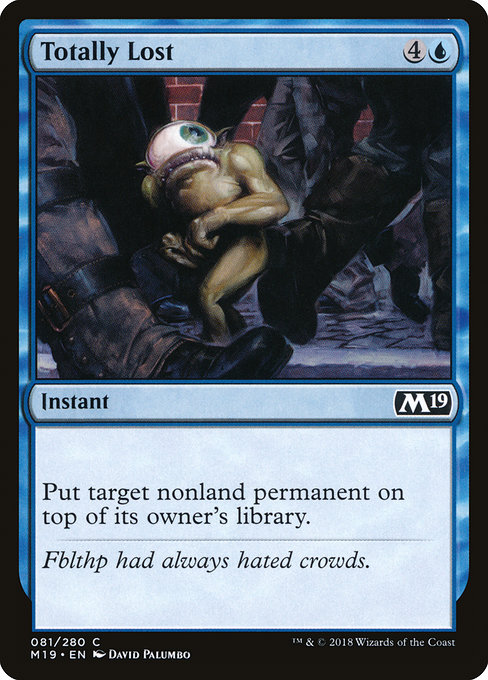 Totally Lost 4
Instant M19
Put target nonland permanent on
top of its owner's library.
Fblthp had always hated crowds.
081/280 C ™ & © 2018 Wizards of the Coast
M19 • EN DAVID PALUMBO